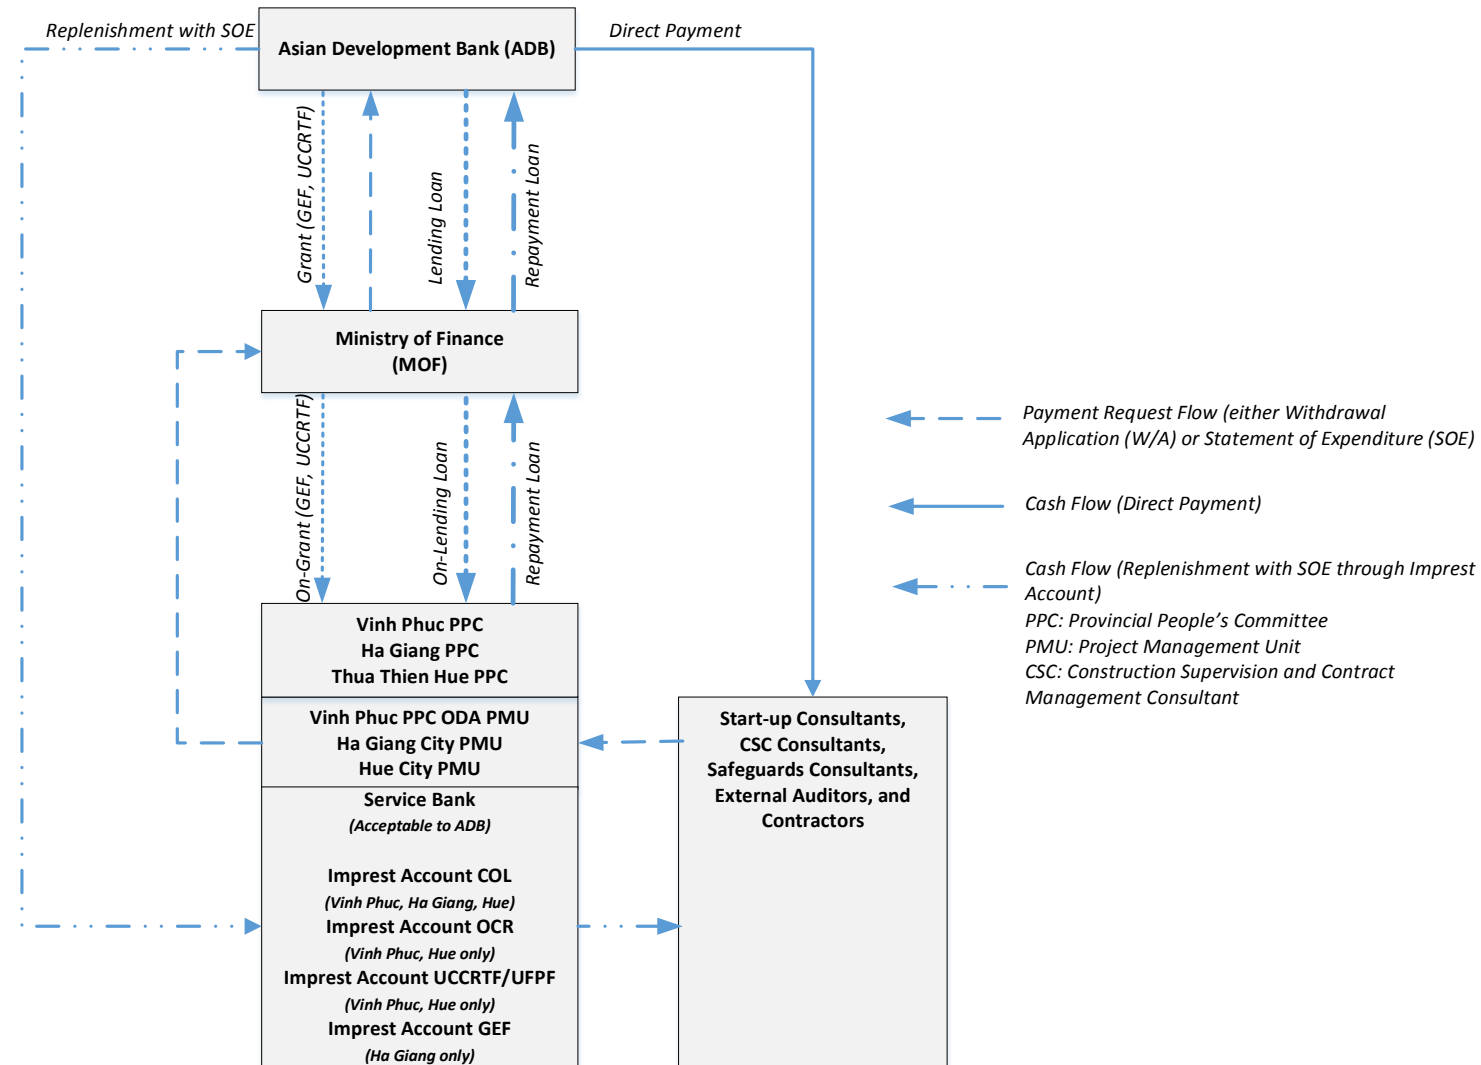 Replenishment with SOE
Asian Development Bank (ADB)
Direct Payment
Grant (GEF, UCCRTF)
Lending Loan
Repayment Loan
Ministry of Finance
(MOF)
On-Grant (GEF, UCCRTF)
On-Lending Loan
Repayment Loan
Vinh Phuc PPC
Ha Giang PPC
Thua Thien Hue PPC
Vinh Phuc PPC ODA PMU
Ha Giang City PMU
Hue City PMU
Service Bank
(Acceptable to ADB)
Imprest Account COL
(Vinh Phuc, Ha Giang, Hue)
Imprest Account OCR
(Vinh Phuc, Hue only)
Imprest Account UCCRTF/UFPF
(Vinh Phuc, Hue only)
Imprest Account GEF
(Ha Giang only)
Start-up Consultants,
CSC Consultants,
Safeguards Consultants,
External Auditors, and
Contractors
Payment Request Flow (either Withdrawal
Application (W/A) or Statement of Expenditure (SOE)
Cash Flow (Direct Payment)
Cash Flow (Replenishment with SOE through Imprest
Account)
PPC: Provincial People’s Committee
PMU: Project Management Unit
CSC: Construction Supervision and Contract
Management Consultant